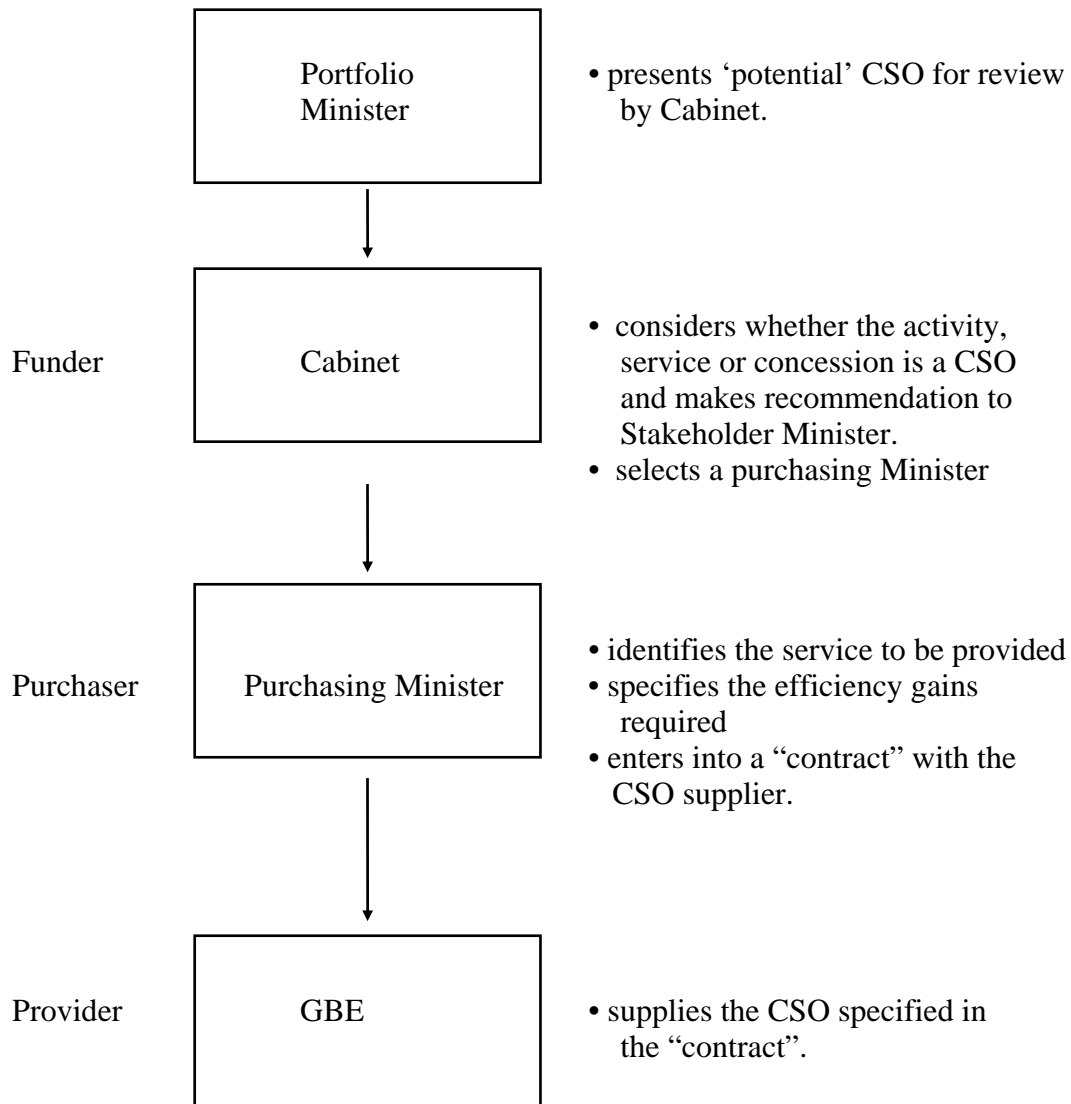 Portfolio
Minister
• presents ‘potential’ CSO for review
by Cabinet.
Funder
Cabinet
• considers whether the activity,
service or concession is a CSO
and makes recommendation to
Stakeholder Minister.
• selects a purchasing Minister
Purchaser
Purchasing Minister
• identifies the service to be provided
• specifies the efficiency gains
required
• enters into a “contract” with the
CSO supplier.
Provider
GBE
• supplies the CSO specified in
the “contract”.